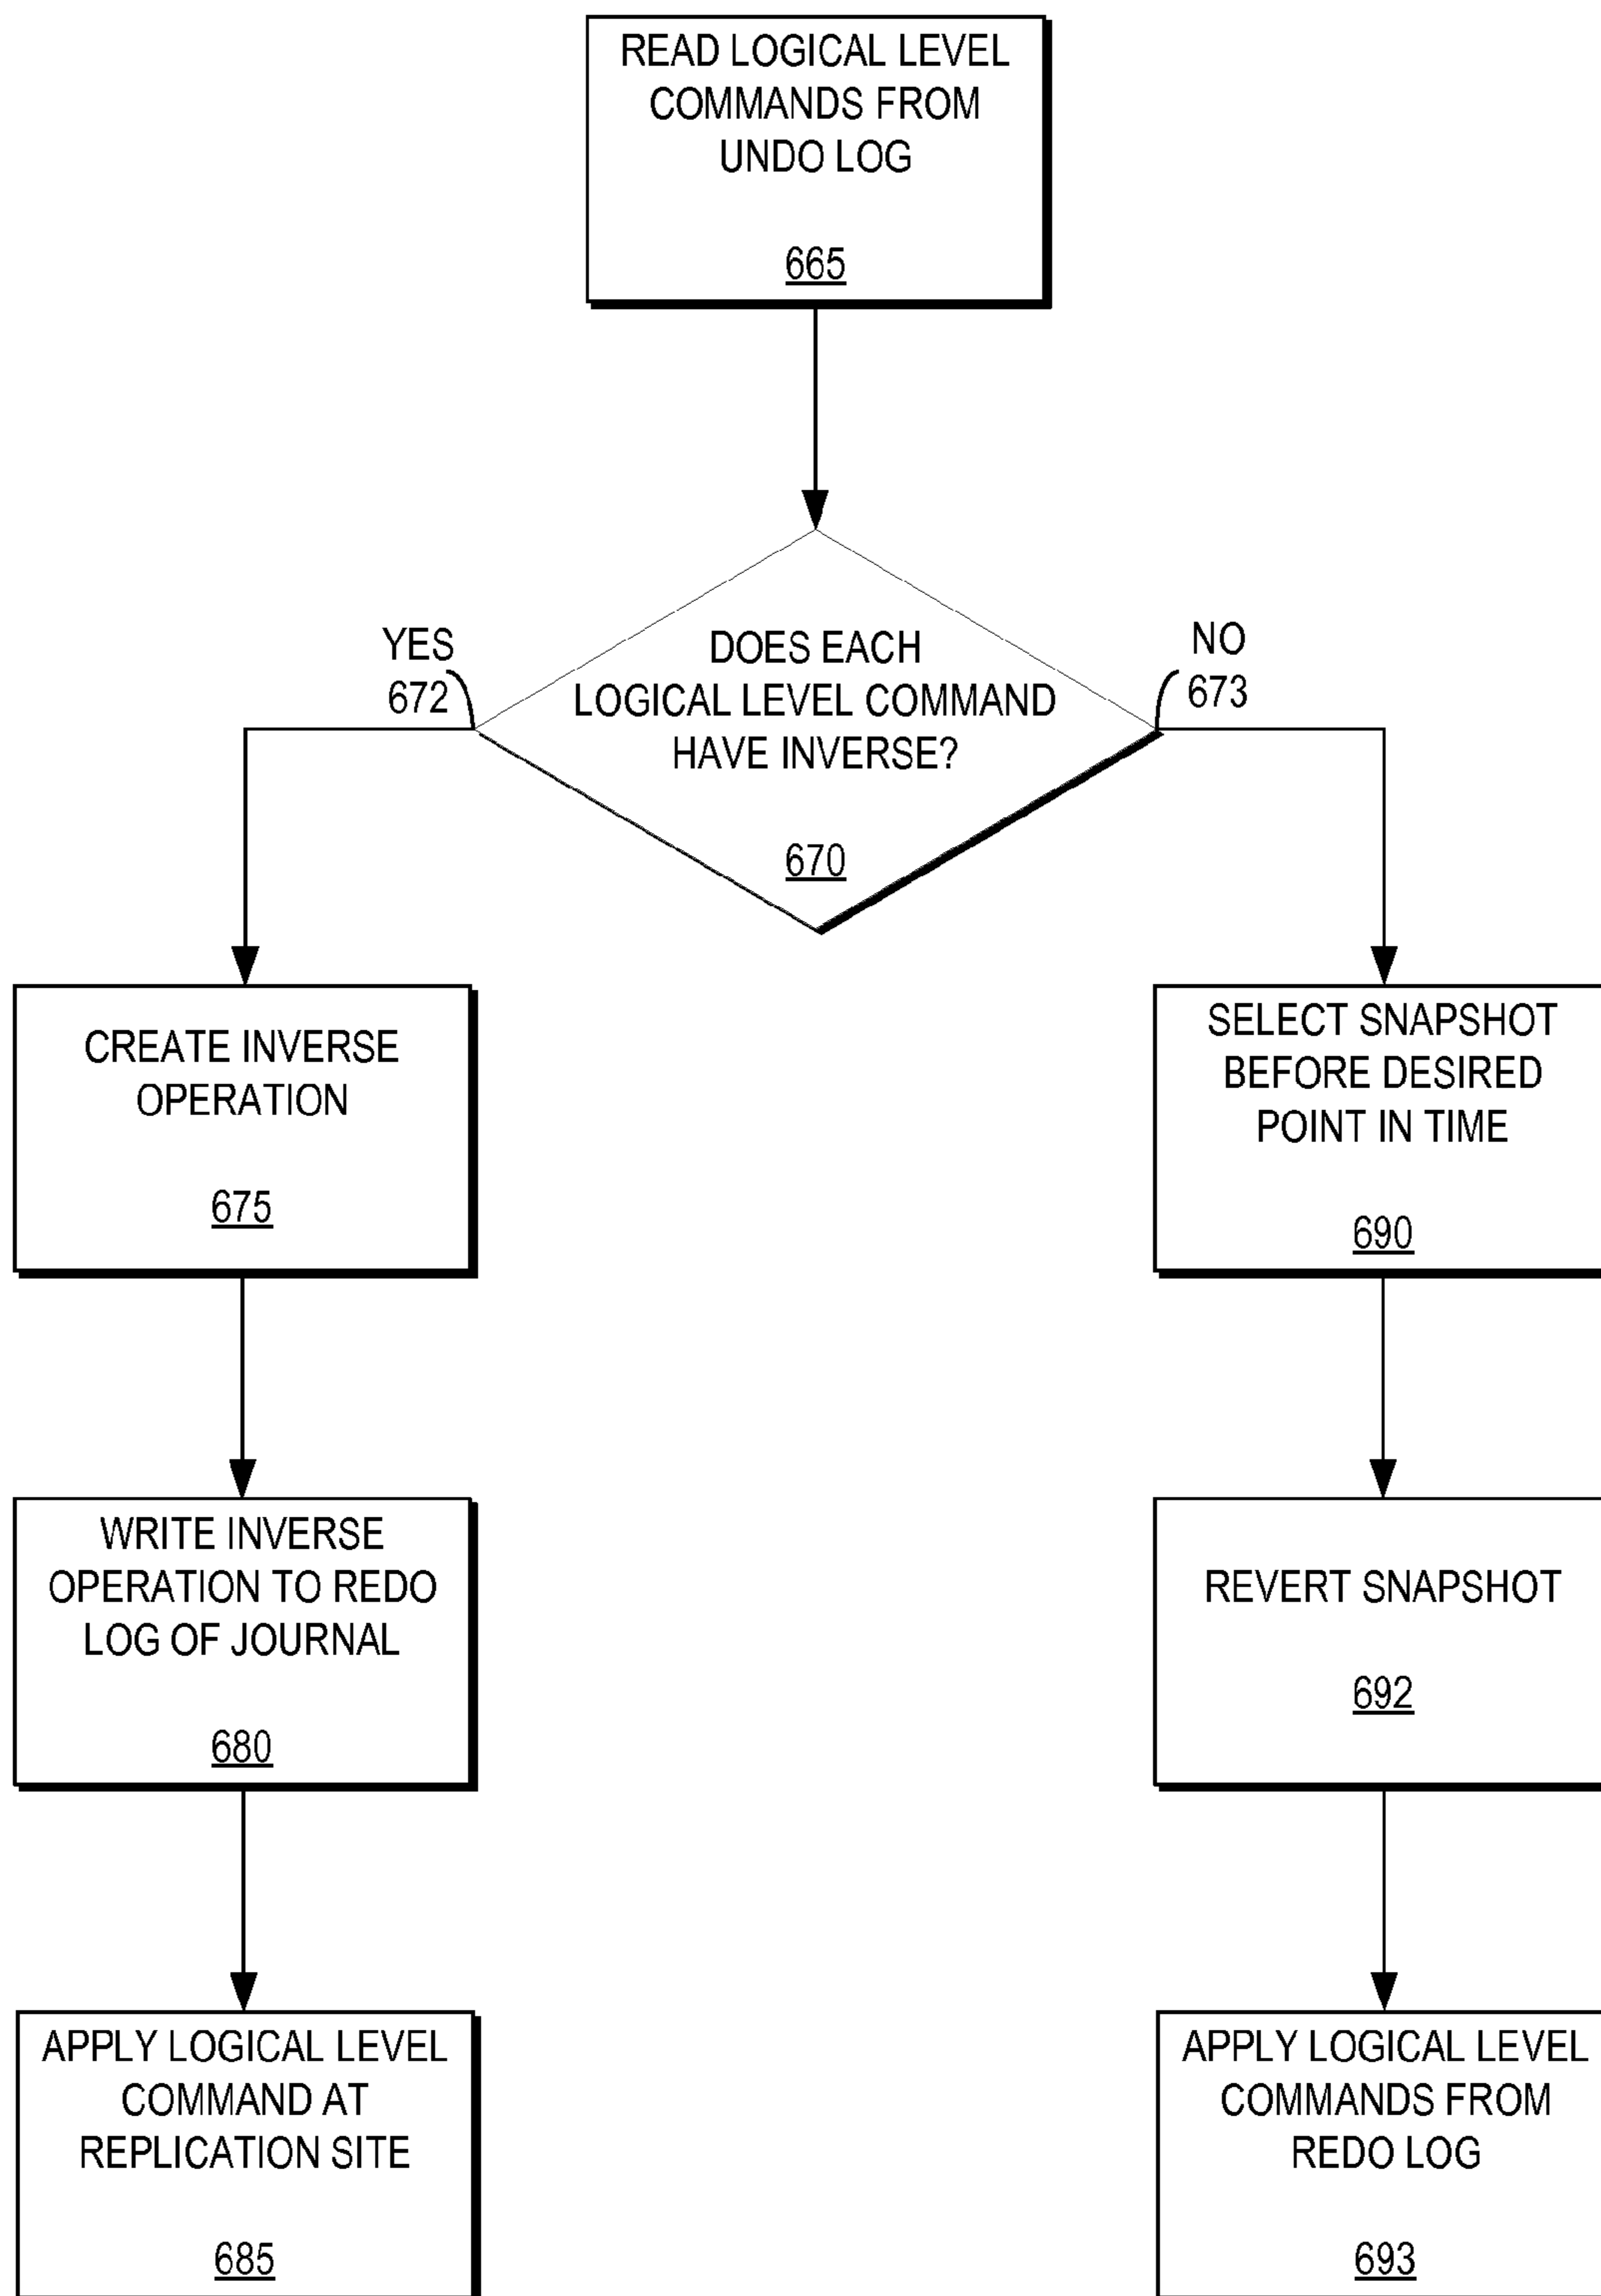 READ LOGICAL LEVEL
COMMANDS FROM
UNDO LOG
665
DOES EACH
LOGICAL LEVEL COMMAND
HAVE INVERSE?
670
YES
672
NO
673
CREATE INVERSE
OPERATION
675
WRITE INVERSE
OPERATION TO REDO
LOG OF JOURNAL
680
APPLY LOGICAL LEVEL
COMMAND AT
REPLICATION SITE
685
SELECT SNAPSHOT
BEFORE DESIRED
POINT IN TIME
690
REVERT SNAPSHOT
692
APPLY LOGICAL LEVEL
COMMANDS FROM
REDO LOG
693